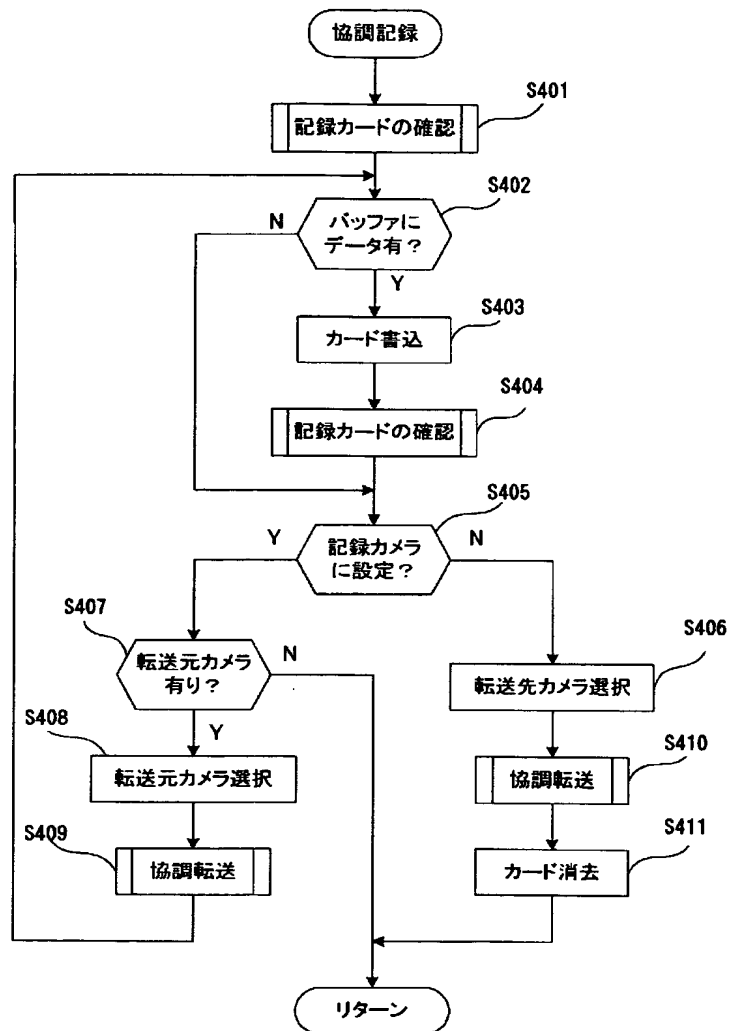 協調記録
S401
記録カードの確認
S402
バッファに
データ有？
N
Y
S403
カード書込
S404
記録カードの確認
S405
記録カメラ
に設定？
Y
N
S407
転送元カメラ
有り？
N
Y
S406
転送先カメラ選択
S408
転送元カメラ選択
S410
協調転送
S409
協調転送
S411
カード消去
リターン